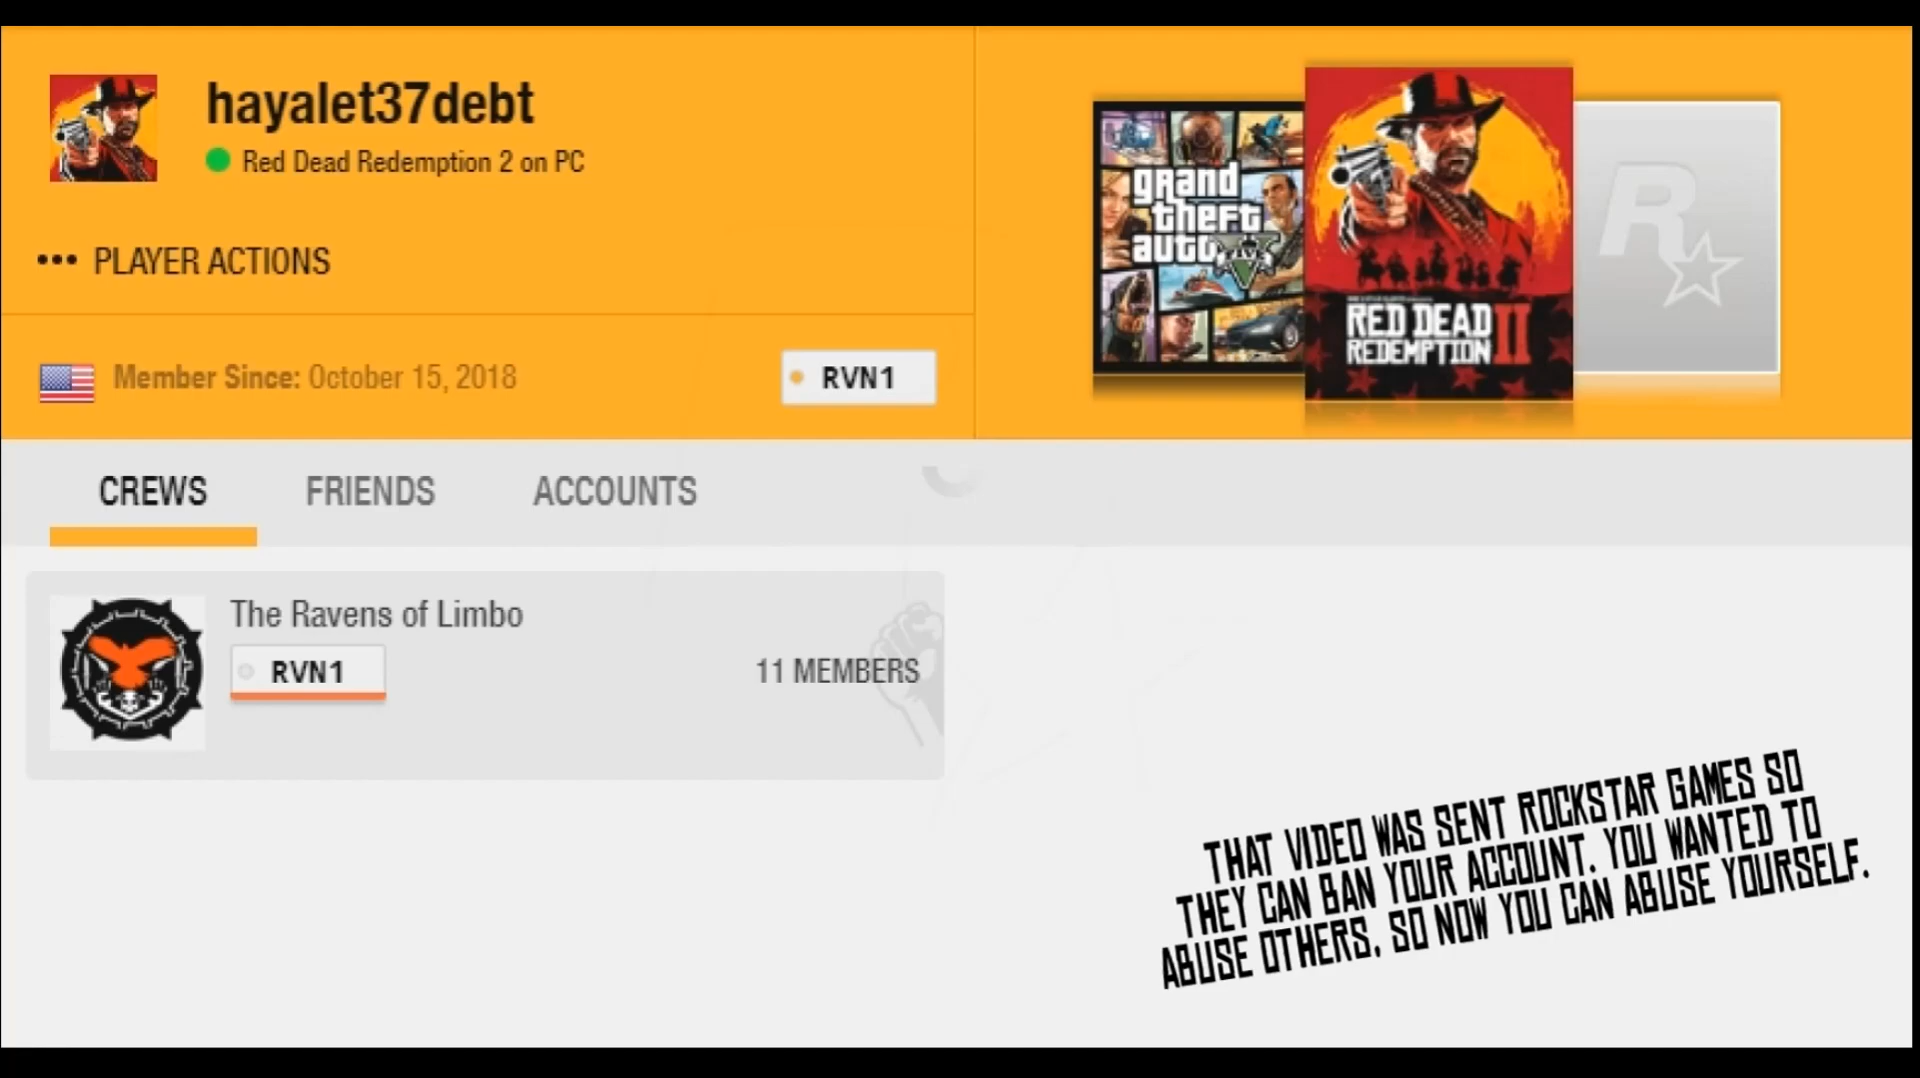 hayalet37debt
Red Dead Redemption 2 on PC
••• PLAYER ACTIONS
Member Since: October 15, 2018
RVN1
grand
theft
auto
FIVE
RED DEAD
REDEMPTION II
R
CREWS
FRIENDS
ACCOUNTS
The Ravens of Limbo
RVN1
11 MEMBERS
THAT VIDEO WAS SENT ROCKSTAR GAMES SO
THEY CAN BAN YOUR ACCOUNT. YOU WANTED TO
ABUSE OTHERS. SO NOW YOU CAN ABUSE YOURSELF.